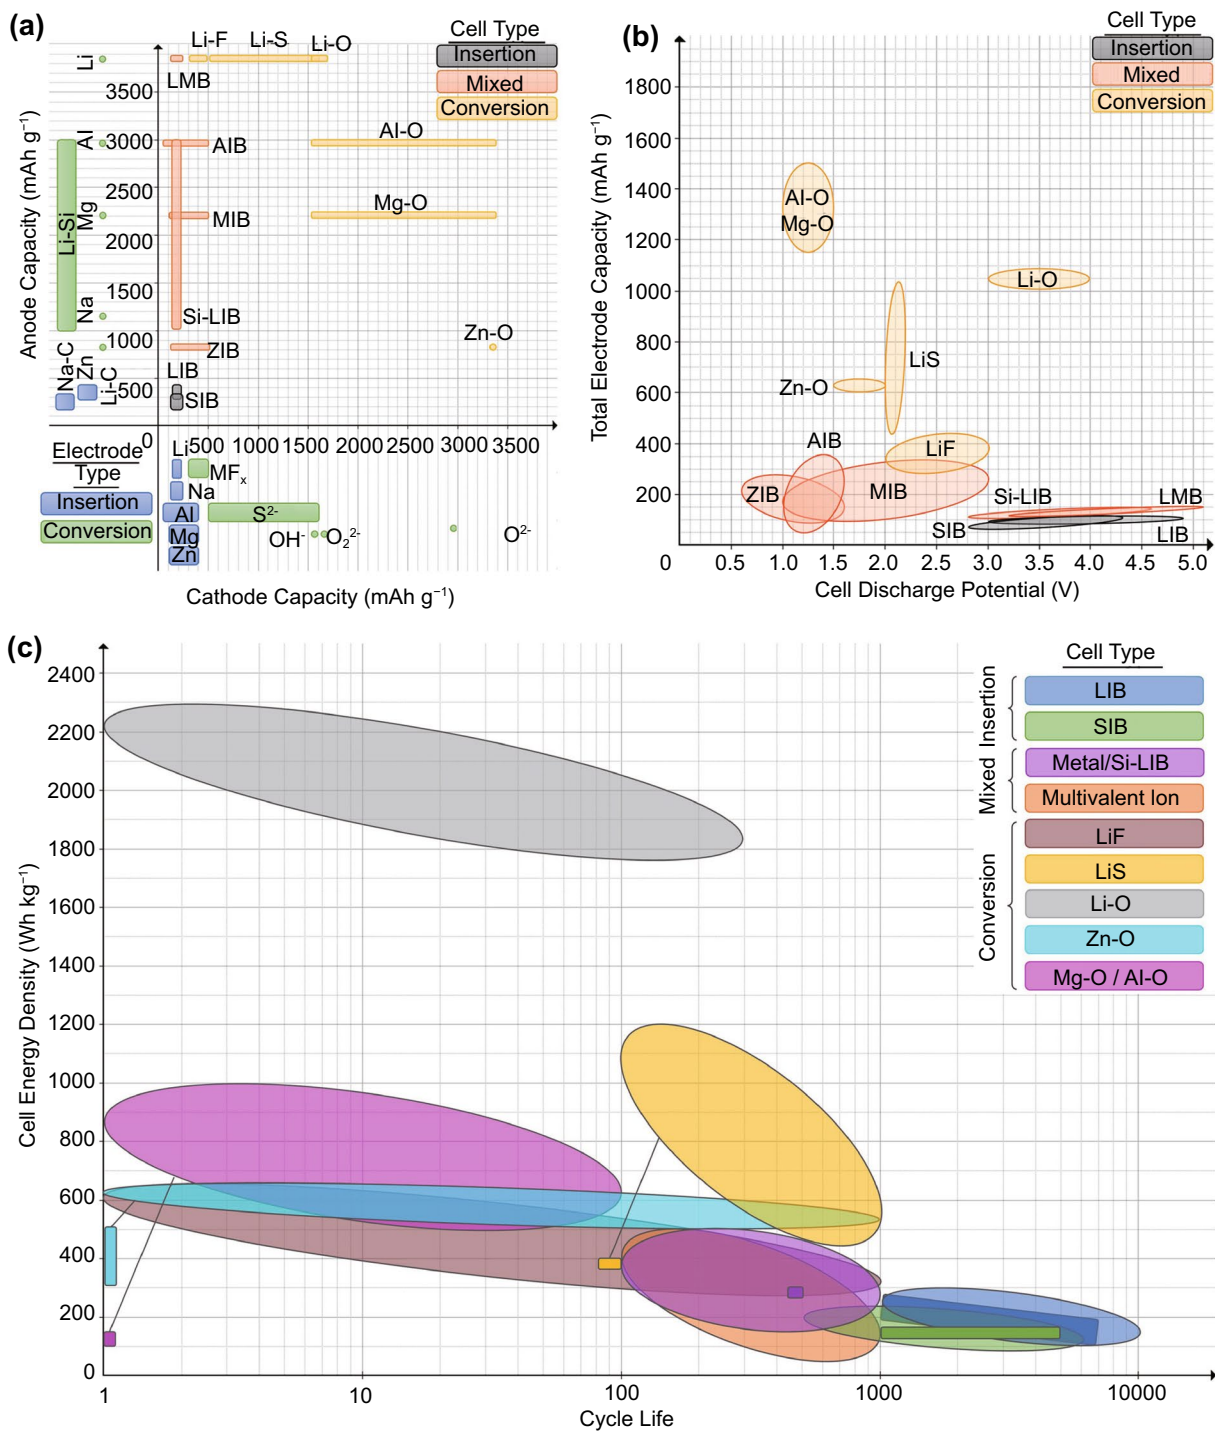 (a)
Li-F
Li-S
Li-O
Cell Type
Insertion
Mixed
Conversion
LMB
Li
Al
Mg
Na
Li-Si
Na-C
Zn
Li-C
Anode Capacity (mAh g⁻¹)
3500
3000
2500
2000
1500
1000
500
AIB
Al-O
MIB
Mg-O
Si-LIB
Zn-O
ZIB
LIB
SIB
0
500
1000
1500
2000
2500
3000
3500
Electrode
Type
Insertion
Conversion
Li
MFₓ
Na
Al
S²⁻
Mg
OH⁻
O₂²⁻
O²⁻
Zn
Cathode Capacity (mAh g⁻¹)
(b)
Cell Type
Insertion
Mixed
Conversion
Total Electrode Capacity (mAh g⁻¹)
1800
1600
1400
1200
1000
800
600
400
200
Al-O
Mg-O
Li-O
LiS
Zn-O
AIB
LiF
ZIB
MIB
Si-LIB
LMB
SIB
LIB
0
0.5
1.0
1.5
2.0
2.5
3.0
3.5
4.0
4.5
5.0
Cell Discharge Potential (V)
(c)
Cell Type
Insertion
LIB
SIB
Mixed
Metal/Si-LIB
Multivalent Ion
Conversion
LiF
LiS
Li-O
Zn-O
Mg-O / Al-O
Cell Energy Density (Wh kg⁻¹)
2400
2200
2000
1800
1600
1400
1200
1000
800
600
400
200
0
1
10
100
1000
10000
Cycle Life